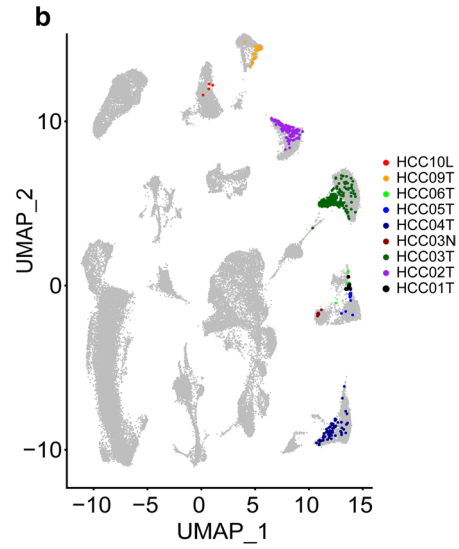 b
UMAP_2
10
0
−10
−10
−5
0
5
10
15
UMAP_1
HCC10L
HCC09T
HCC06T
HCC05T
HCC04T
HCC03N
HCC03T
HCC02T
HCC01T